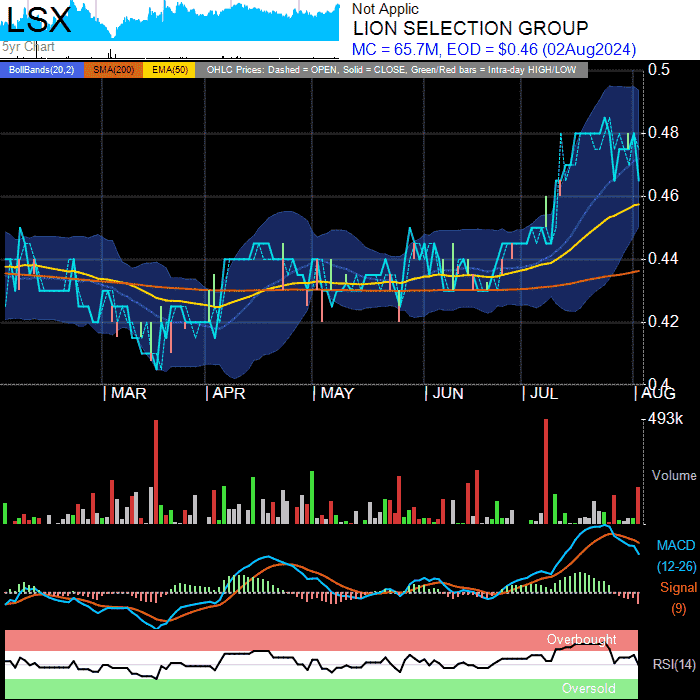 LSX
5yr Chart
Not Applic
LION SELECTION GROUP
MC = 65.7M, EOD = $0.46 (02Aug2024)
BollBands(20,2) SMA(200) EMA(50) OHLC Prices: Dashed = OPEN, Solid = CLOSE, Green/Red bars = Intra-day HIGH/LOW
0.5
0.48
0.46
0.44
0.42
0.4
MAR APR MAY JUN JUL AUG
493k
Volume
MACD
(12-26)
Signal
(9)
Overbought
RSI(14)
Oversold